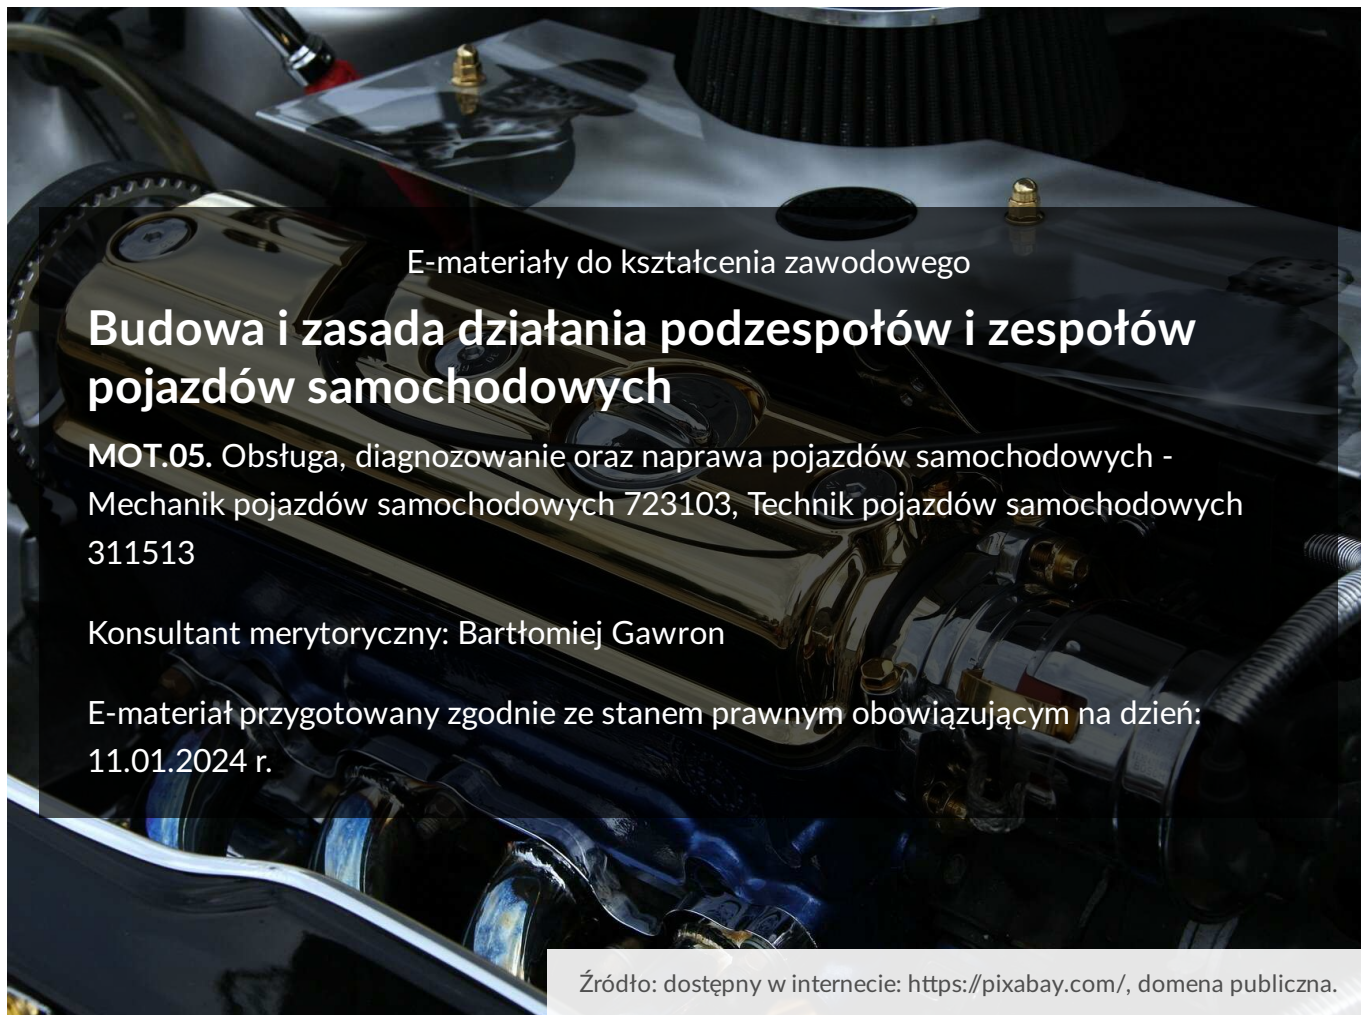 E-materiały do kształcenia zawodowego
Budowa i zasada działania podzespołów i zespołów
pojazdów samochodowych
MOT.05. Obsługa, diagnozowanie oraz naprawa pojazdów samochodowych -
Mechanik pojazdów samochodowych 723103, Technik pojazdów samochodowych
311513
Konsultant merytoryczny: Bartłomiej Gawron
E-materiał przygotowany zgodnie ze stanem prawnym obowiązującym na dzień:
11.01.2024 r.
Źródło: dostępny w internecie: https://pixabay.com/, domena publiczna.